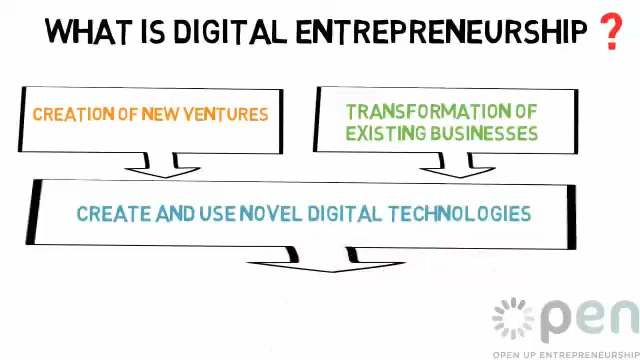 WHAT IS DIGITAL ENTREPRENEURSHIP ❓
CREATION OF NEW VENTURES
TRANSFORMATION OF
EXISTING BUSINESSES
CREATE AND USE NOVEL DIGITAL TECHNOLOGIES
open
OPEN UP ENTREPRENEURSHIP